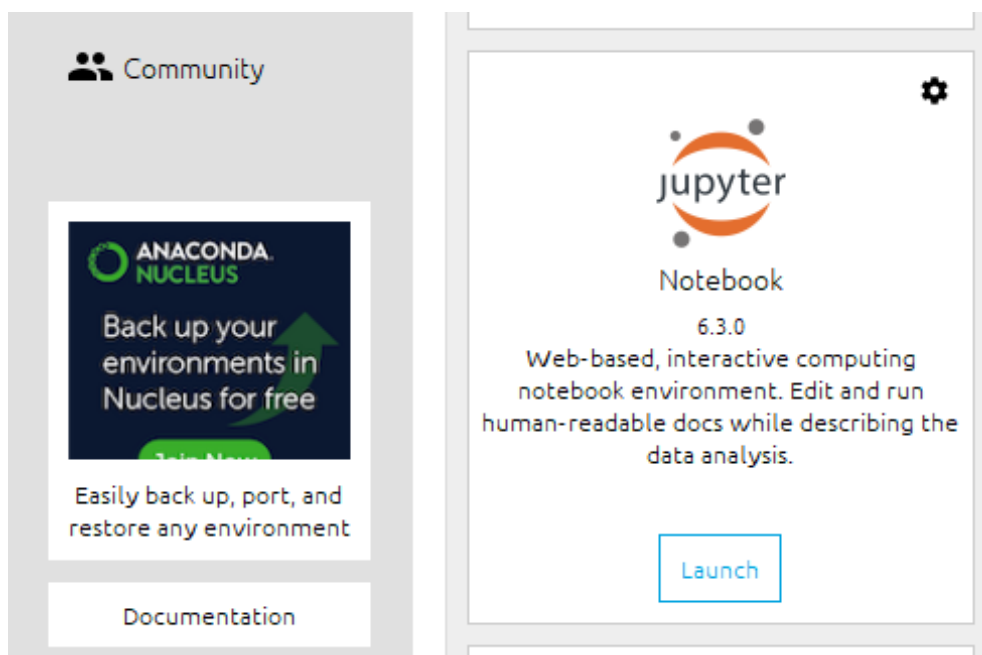 Community
ANACONDA.
NUCLEUS
Back up your
environments in
Nucleus for free
Join Now
Easily back up, port, and
restore any environment
Documentation
jupyter
Notebook
6.3.0
Web-based, interactive computing
notebook environment. Edit and run
human-readable docs while describing the
data analysis.
Launch